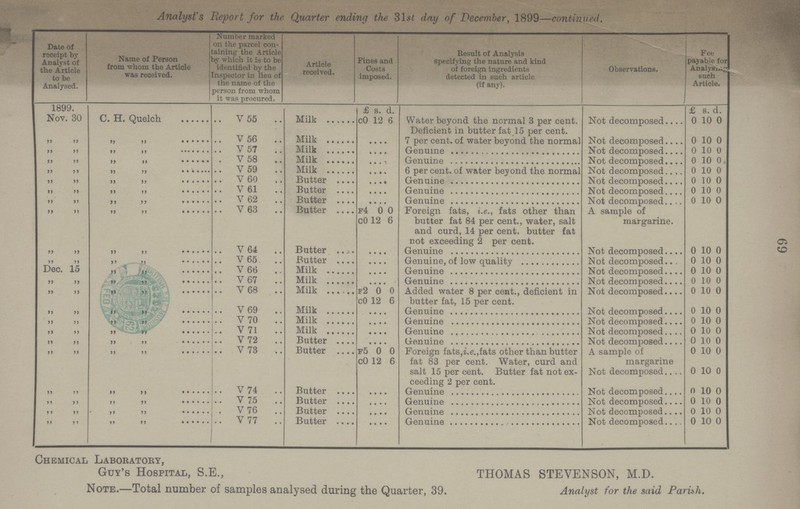 Analyst's Report for the Quarter ending the 31st day of December, 1899—continued.
Date of receipt by Analyst of the Article to be Analysed. | Name of Person from whom the Article was received. | Number marked on the parcel containing the Article by which it is to be identified by the Inspector in lieu of the name of the person from whom it was procured. | Article received. | Fines and Costs imposed. | Result of Analysis specifying the nature and kind of foreign ingredients detected in such article (if any). | Observations. | Fee payable for Analysing such Article.
1899. £ s. d. £ s. d.
Nov. 30 C. H. Quelch ...... .. V 55 Milk ...... c0 12 6 Water beyond the normal 3 per cent. Not decomposed.... 0 10 0
Deficient in butter fat 15 per cent.
,, ,, ,, ,, ...... .. V 56 .. Milk ...... .... 7 per cent. of water beyond the normal Not decomposed.... 0 10 0
,, ,, ,, ,, ...... .. V 57 .. Milk ...... .... Genuine ...... Not decomposed.... 0 10 0
,, ,, ,, ,, ...... . V 58 .. Milk ...... .... Genuine ...... Not decomposed.... 0 10 0
,, ,, ,, ,, ...... .. V 59 .. Milk ...... .... 6 per cent. of water beyond the normal Not decomposed.... 0 10 0
,, ,, ,, ,, ...... .. V 60 .. Butter .... .... Genuine ...... Not decomposed.... 0 10 0
,, ,, ,, ,, ...... .. V 61 .. Butter .... .... Genuine ...... Not decomposed.... 0 10 0
,, ,, ,, ,, ...... .. V 62 .. Butter .... .... Genuine ...... Not decomposed.... 0 10 0
,, ,, ,, ,, ...... .. V 63 .. Butter .... F4 0 0 Foreign fats, i.e., fats other than A sample of
c0 12 6 butter fat 84 per cent., water, salt margarine.
and curd, 14 per cent. butter fat
not exceeding 2 per cent.
,, ,, ,, ,, ...... .. V 64 .. Butter .... .... Genuine ...... Not decomposed.... 0 10 0
,, ,, ,, ,, ...... .. V 65 .. Butter .... .... Genuine, of low quality ...... Not decomposed.. 0 10 0
Dec. 15 ,, ,, ...... .. V 66 .. Milk ...... .... Genuine ...... Not decomposed.... 0 10 0
,, ,, ,, ,, ...... .. V 67 .. Milk ...... .... Genuine ...... Not decomposed.... 0 10 0
,, ,, ,, ,, ...... .. V 68 .. Milk ...... F2 0 0 Added water 8 per cent., deficient in Not decomposed.... 0 10 0
c0 12 6 butter fat, 15 per cent.
,, ,, ,, ,, ...... .. V 69 .. Milk ...... .... Genuine ...... Not decomposed.... 0 10 0
,, ,, ,, ,, ...... .. V 70 .. Milk ...... .... Genuine ...... Not decomposed.... 0 10 0
,, ,, ,, ,, ...... .. V 71 .. Milk ...... .... Genuine ...... Not decomposed.... 0 10 0
,, ,, ,, ,, ...... .. V 72 .. Butter .... .... Genuine ...... Not decomposed.... 0 10 0
,, ,, ,, ,, ...... .. V 73 .. Butter .... F5 0 0 Foreign fats, i.e., fats other than butter A sample of 0 10 0
c0 12 6 fat 83 per cent. Water, curd and margarine
salt 15 per cent. Butter fat not ex- Not decomposed.... 0 10 0
ceeding 2 per cent.
,, ,, ,, ,, ...... .. V 74 .. Butter .... .... Genuine ...... Not decomposed.... 0 10 0
,, ,, ,, ,, ...... .. V 75 .. Butter .... .... Genuine ...... Not decomposed.... 0 10 0
,, ,, ,, ,, ...... . V 76 .. Butter .... .... Genuine ...... Not decomposed.... 0 10 0
,, ,, ,, ,, ...... .. V 77 .. Butter .... .... Genuine ...... Not decomposed.... 0 10 0
69
CHEMICAL LABORATORY,
GUY'S HOSPITAL, S.E., THOMAS STEVENSON, M.D.
NOTE.—Total number of samples analysed during the Quarter, 39. Analyst for the said Parish.